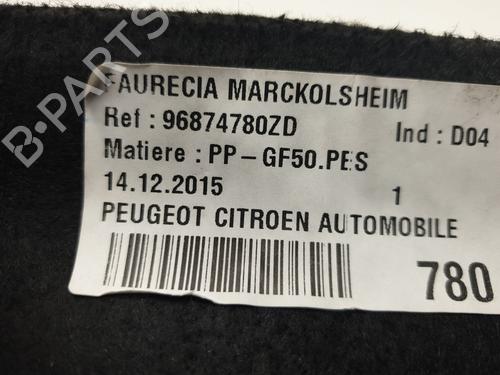 FAURECIA MARCKOLSHEIM
Ref : 96874780ZD Ind : D04
Matiere : PP-GF50.PES
14.12.2015 1
PEUGEOT CITROEN AUTOMOBILE
780
B-PARTS